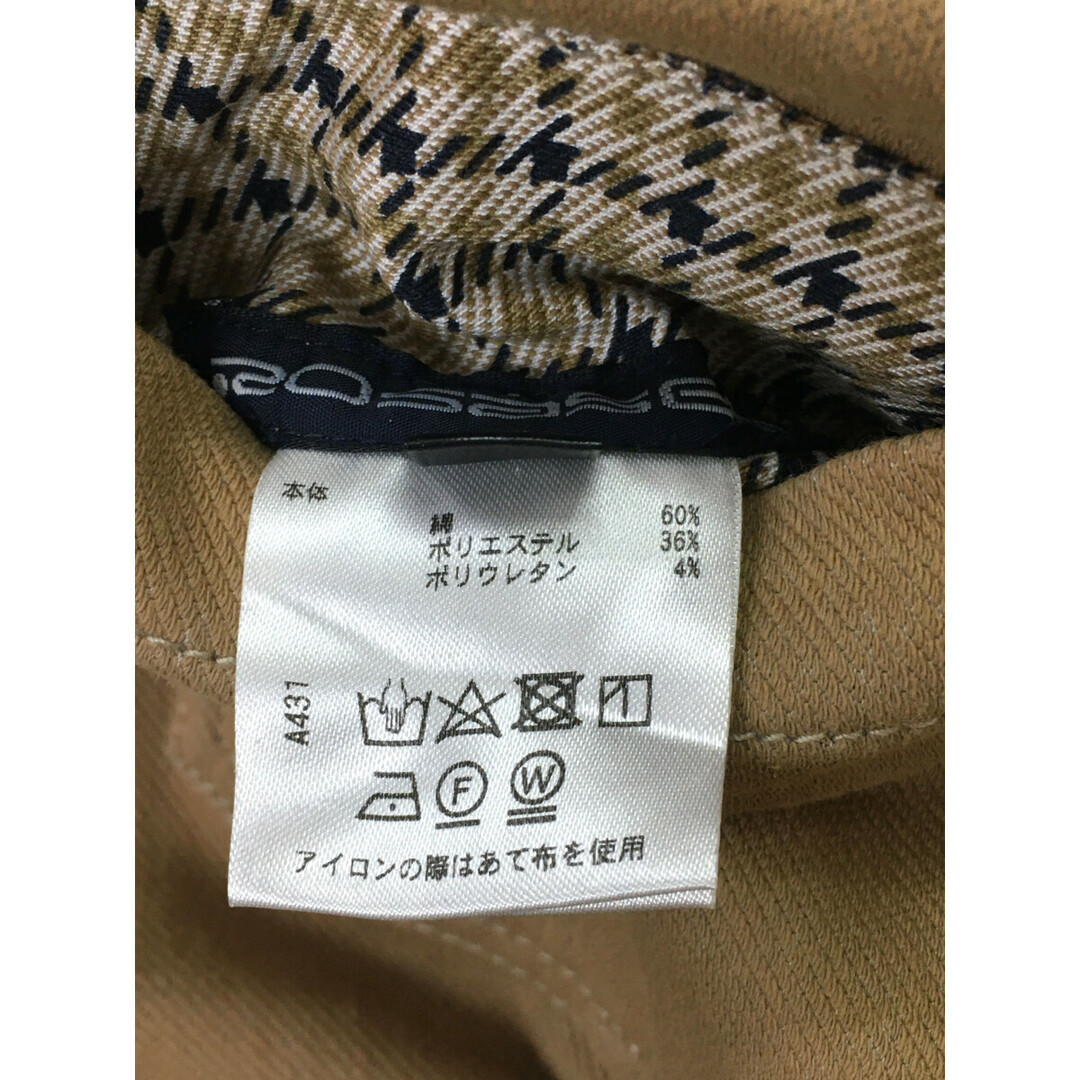 本体
綿 60%
ポリエステル 36%
ポリウレタン 4%
A431
F W
アイロンの際はあて布を使用